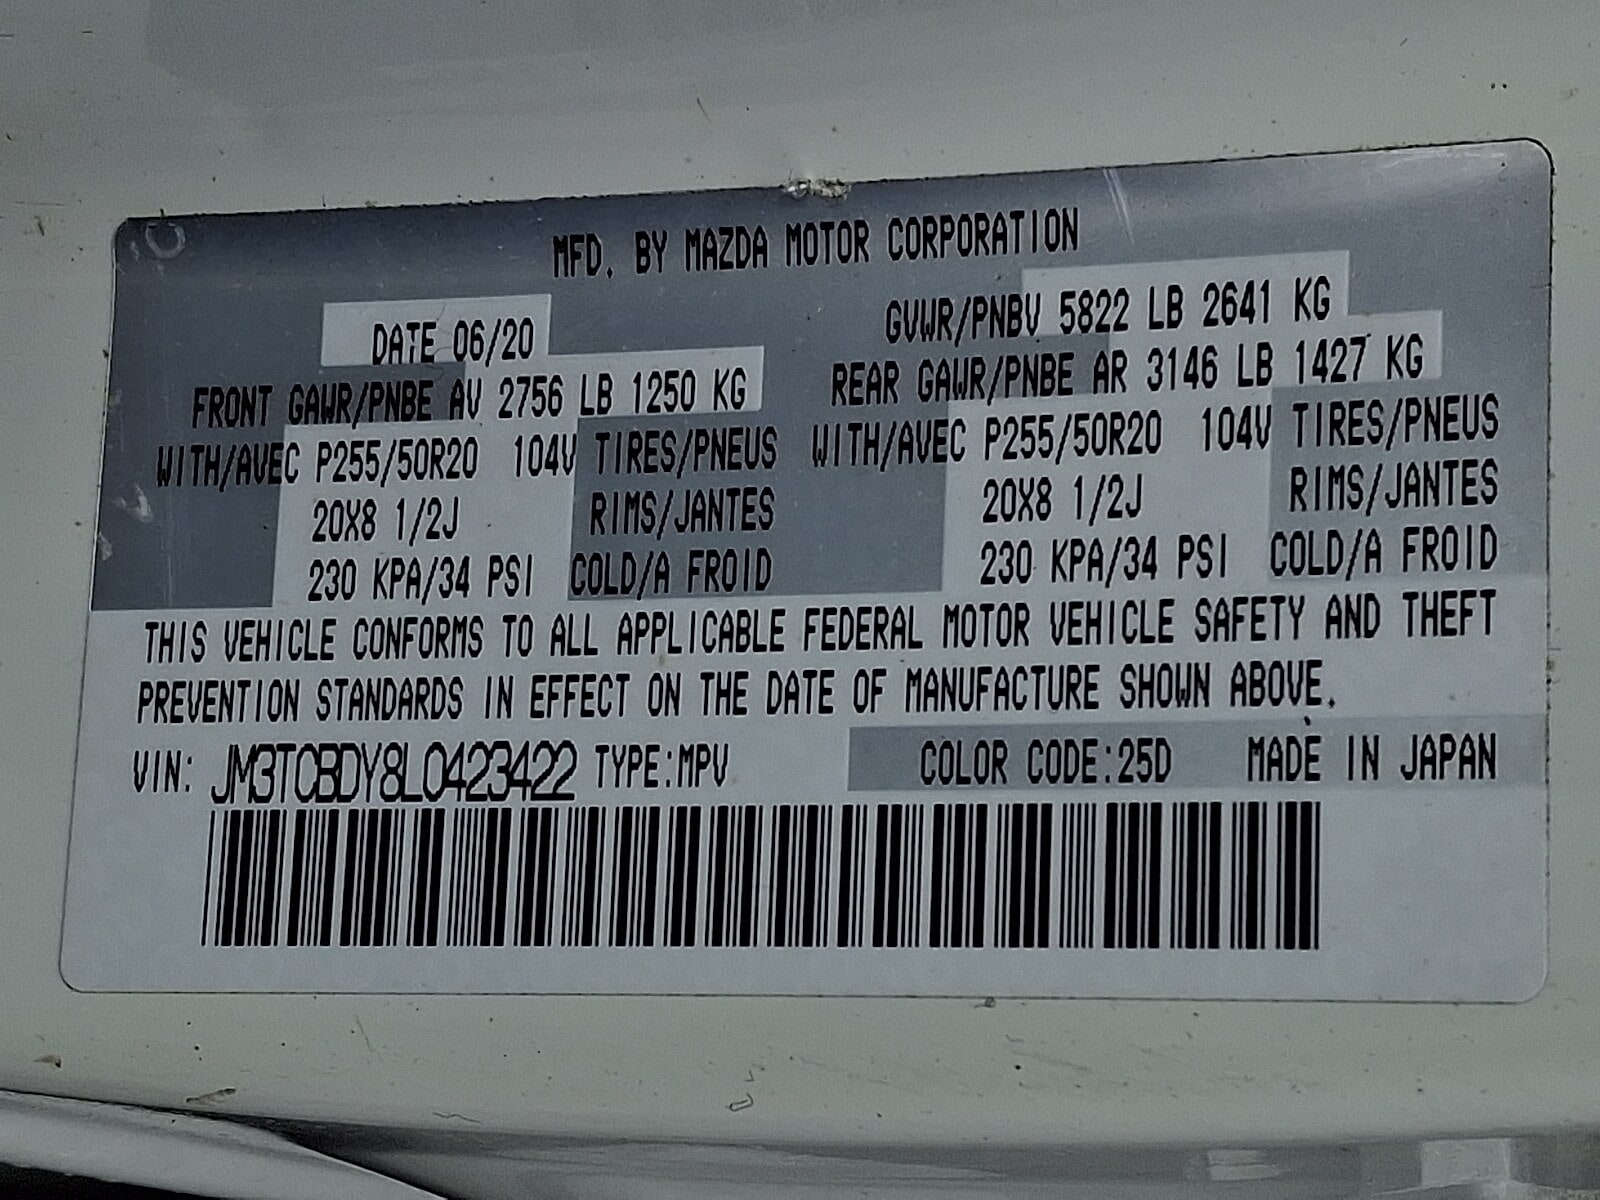 MFD. BY MAZDA MOTOR CORPORATION
DATE 06/20 GVWR/PNBV 5822 LB 2641 KG
FRONT GAWR/PNBE AV 2756 LB 1250 KG REAR GAWR/PNBE AR 3146 LB 1427 KG
WITH/AVEC P255/50R20 104V TIRES/PNEUS WITH/AVEC P255/50R20 104V TIRES/PNEUS
20X8 1/2J RIMS/JANTES 20X8 1/2J RIMS/JANTES
230 KPA/34 PSI COLD/A FROID 230 KPA/34 PSI COLD/A FROID
THIS VEHICLE CONFORMS TO ALL APPLICABLE FEDERAL MOTOR VEHICLE SAFETY AND THEFT
PREVENTION STANDARDS IN EFFECT ON THE DATE OF MANUFACTURE SHOWN ABOVE.
VIN: JM3TCBDY8L0423422 TYPE:MPV COLOR CODE:25D MADE IN JAPAN